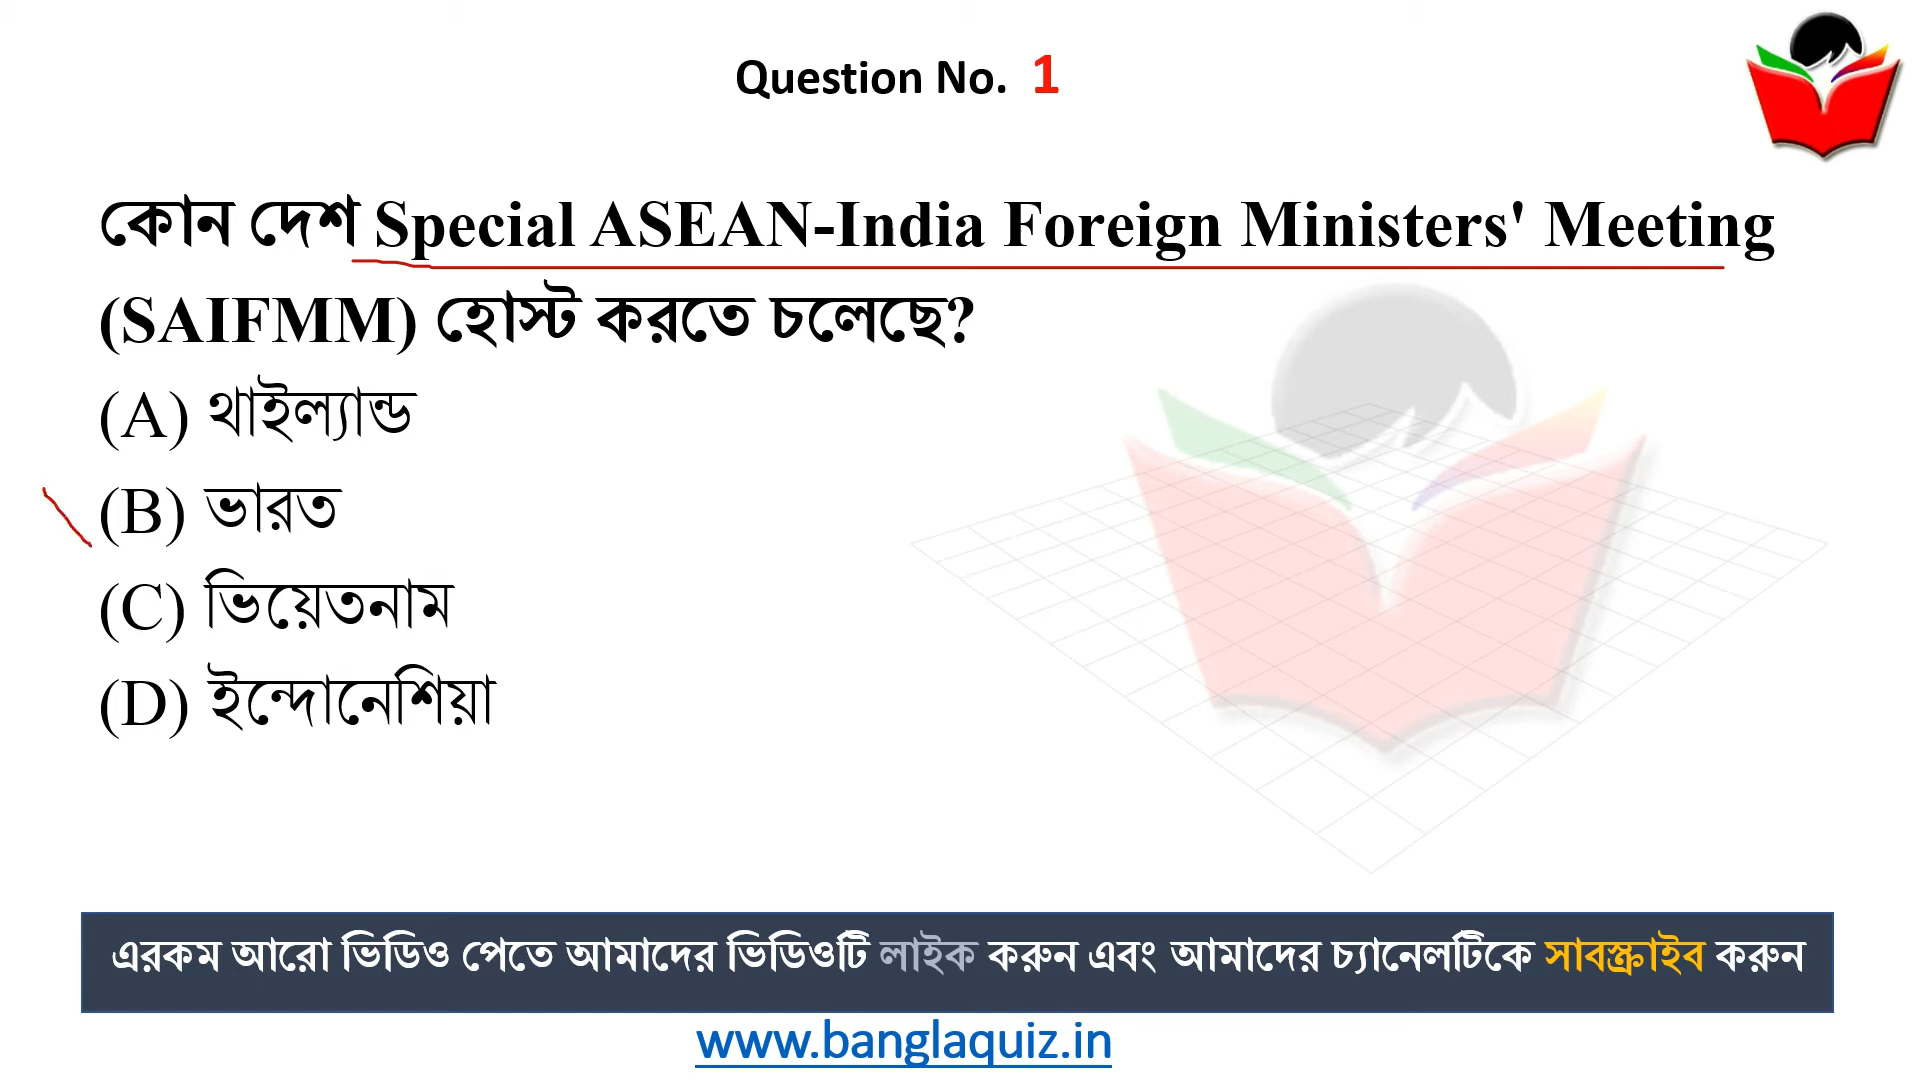 Question No. 1
কোন দেশ Special ASEAN-India Foreign Ministers' Meeting
(SAIFMM) হোস্ট করতে চলেছে?
(A) থাইল্যান্ড
(B) ভারত
(C) ভিয়েতনাম
(D) ইন্দোনেশিয়া
এরকম আরো ভিডিও পেতে আমাদের ভিডিওটি লাইক করুন এবং আমাদের চ্যানেলটিকে সাবস্ক্রাইব করুন
www.banglaquiz.in